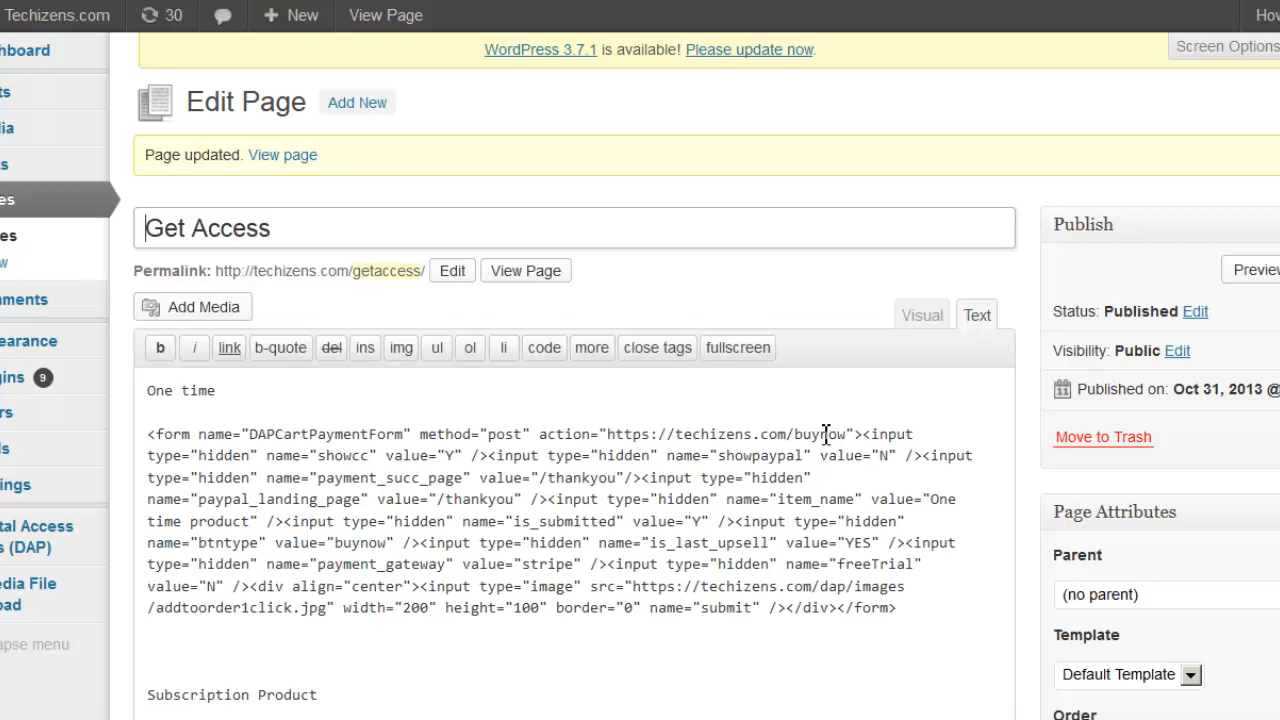 Techizens.com 30 New View Page How
WordPress 3.7.1 is available! Please update now. Screen Options
hboard
Edit Page Add New
ts
dia
Page updated. View page
s
es
Get Access Publish
es
w
Permalink: http://techizens.com/getaccess/ Edit View Page Preview
ments
Add Media Visual Text Status: Published Edit
earance
b i link b-quote del ins img ul ol li code more close tags fullscreen Visibility: Public Edit
gins 9
One time Published on: Oct 31, 2013 @
rs
<form name="DAPCartPaymentForm" method="post" action="https://techizens.com/buynow"><input Move to Trash
ls
type="hidden" name="showcc" value="Y" /><input type="hidden" name="showpaypal" value="N" /><input
type="hidden" name="payment_succ_page" value="/thankyou"/><input type="hidden"
ings
name="paypal_landing_page" value="/thankyou" /><input type="hidden" name="item_name" value="One
time product" /><input type="hidden" name="is_submitted" value="Y" /><input type="hidden" Page Attributes
tal Access
name="btntype" value="buynow" /><input type="hidden" name="is_last_upsell" value="YES" /><input
s (DAP) Parent
type="hidden" name="payment_gateway" value="stripe" /><input type="hidden" name="freeTrial"
edia File
value="N" /><div align="center"><input type="image" src="https://techizens.com/dap/images
oad (no parent)
/addtoorder1click.jpg" width="200" height="100" border="0" name="submit" /></div></form>
Template
apse menu
Default Template
Subscription Product
Order